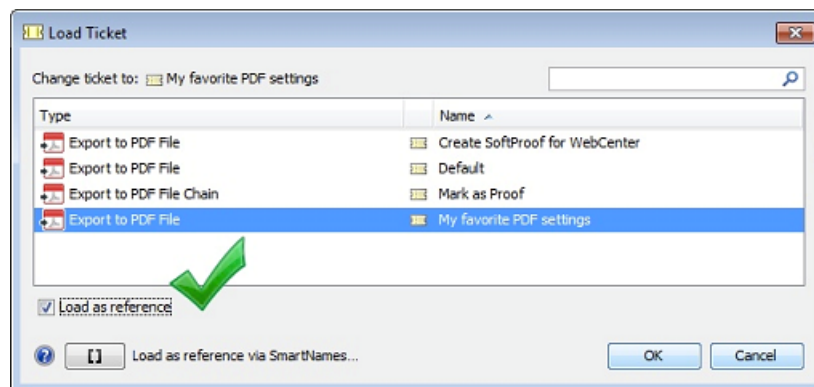 Load Ticket
Change ticket to: My favorite PDF settings
Type Name
Export to PDF File Create SoftProof for WebCenter
Export to PDF File Default
Export to PDF File Chain Mark as Proof
Export to PDF File My favorite PDF settings
Load as reference
? [] Load as reference via SmartNames... OK Cancel